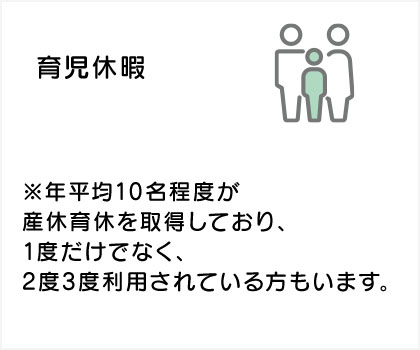 育児休暇
※年平均10名程度が
産休育休を取得しており、
1度だけでなく、
2度3度利用されている方もいます。